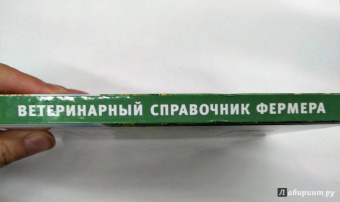 ВЕТЕРИНАРНЫЙ СПРАВОЧНИК ФЕРМЕРА
Лабиринт.ру